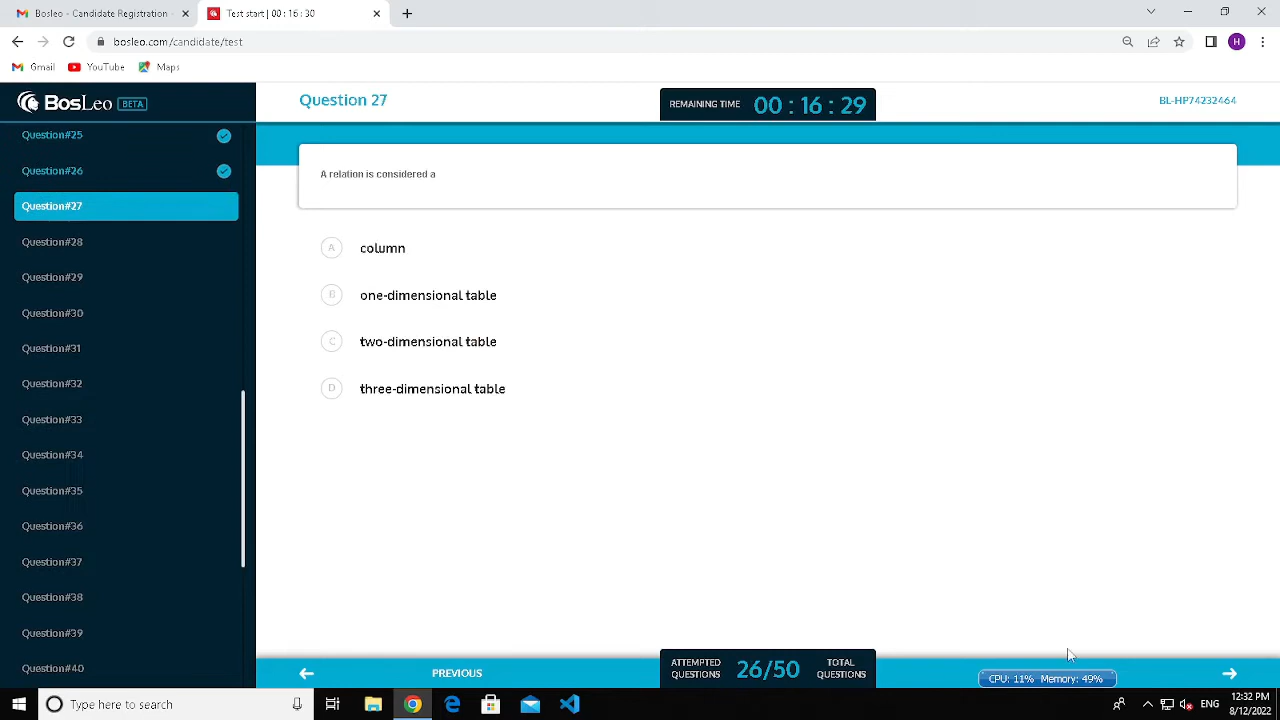 Bosleo - Candidate Registration -
Test start | 00 : 16 : 30
bosleo.com/candidate/test
H
Gmail
YouTube
Maps
BosLeo BETA
Question 27
REMAINING TIME 00 : 16 : 29
BL-HP74232464
Question#25
Question#26
Question#27
Question#28
Question#29
Question#30
Question#31
Question#32
Question#33
Question#34
Question#35
Question#36
Question#37
Question#38
Question#39
Question#40
A relation is considered a
A column
B one-dimensional table
C two-dimensional table
D three-dimensional table
PREVIOUS
ATTEMPTED QUESTIONS 26/50 TOTAL QUESTIONS
CPU: 11% Memory: 49%
Type here to search
ENG
12:32 PM
8/12/2022